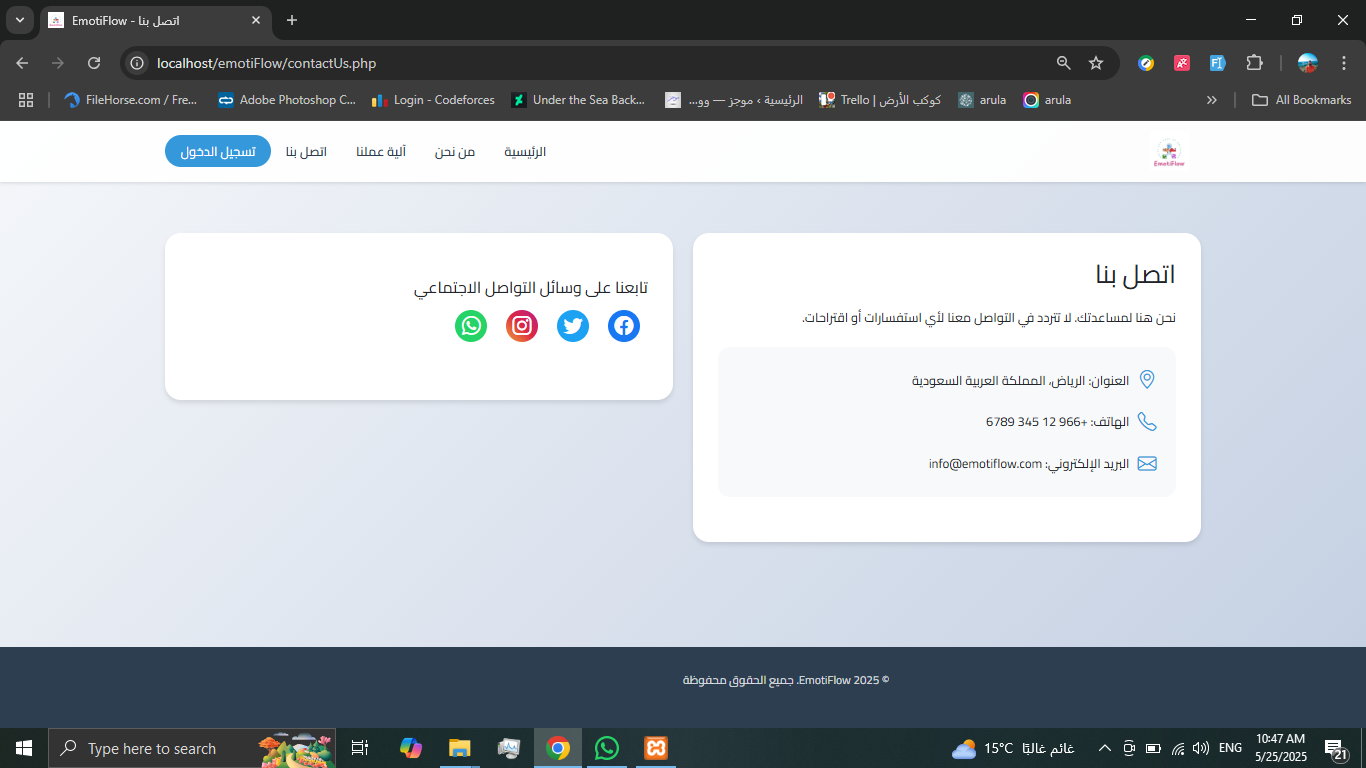 EmotiFlow - اتصل بنا
localhost/emotiFlow/contactUs.php
FileHorse.com / Fre...
Adobe Photoshop C...
Login - Codeforces
Under the Sea Back...
الرئيسية › موجز — وو...
Trello | كوكب الأرض
arula
arula
All Bookmarks
EmotiFlow
الرئيسية
من نحن
آلية عملنا
اتصل بنا
تسجيل الدخول
اتصل بنا
نحن هنا لمساعدتك. لا تتردد في التواصل معنا لأي استفسارات أو اقتراحات.
العنوان: الرياض، المملكة العربية السعودية
الهاتف: +966 12 345 6789
البريد الإلكتروني: info@emotiflow.com
تابعنا على وسائل التواصل الاجتماعي
© 2025 EmotiFlow. جميع الحقوق محفوظة
Type here to search
15°C غائم غالبًا
ENG
10:47 AM
5/25/2025
21